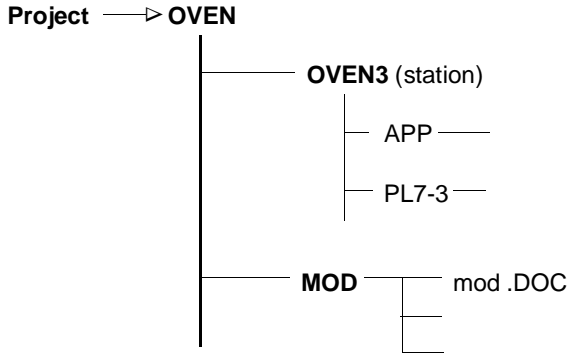 Project OVEN
OVEN3 (station)
APP
PL7-3
MOD mod .DOC